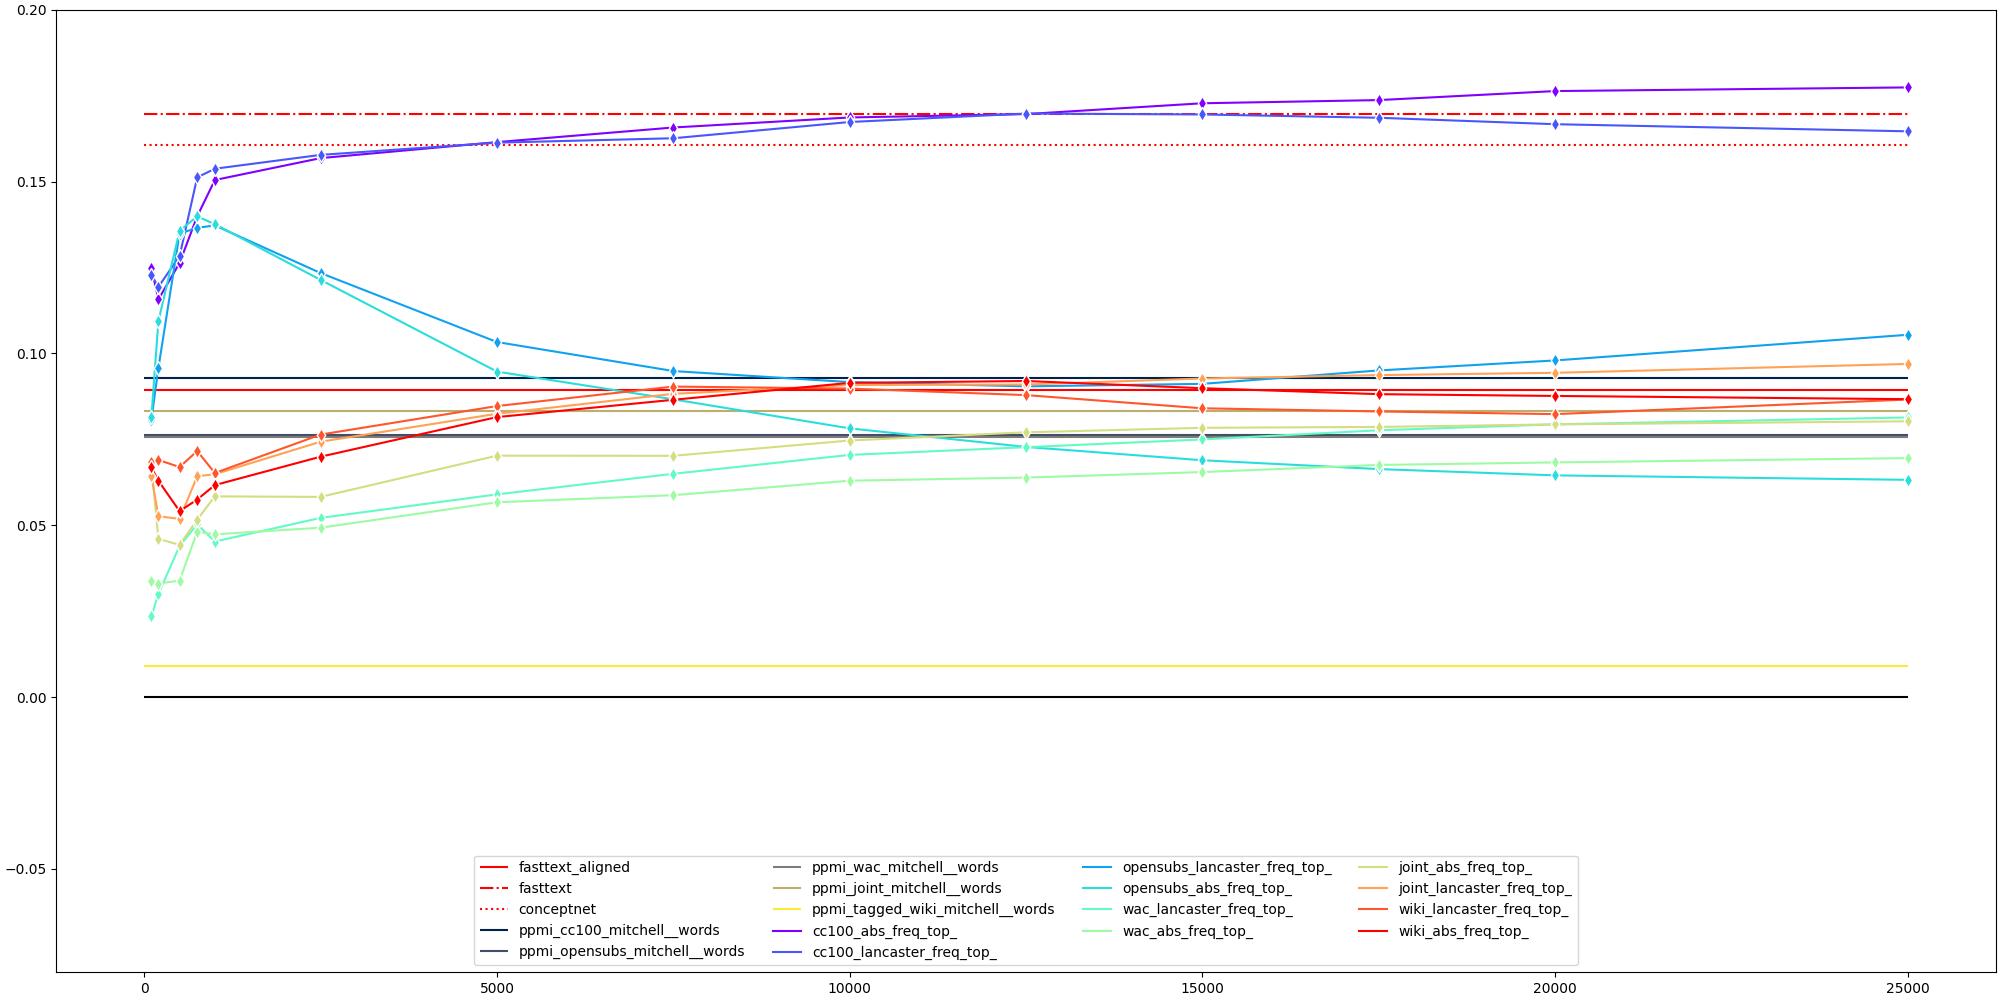 0.20
0.15
0.10
0.05
0.00
−0.05
0 5000 10000 15000 20000 25000
fasttext_aligned
fasttext
conceptnet
ppmi_cc100_mitchell__words
ppmi_opensubs_mitchell__words
ppmi_wac_mitchell__words
ppmi_joint_mitchell__words
ppmi_tagged_wiki_mitchell__words
cc100_abs_freq_top_
cc100_lancaster_freq_top_
opensubs_lancaster_freq_top_
opensubs_abs_freq_top_
wac_lancaster_freq_top_
wac_abs_freq_top_
joint_abs_freq_top_
joint_lancaster_freq_top_
wiki_lancaster_freq_top_
wiki_abs_freq_top_